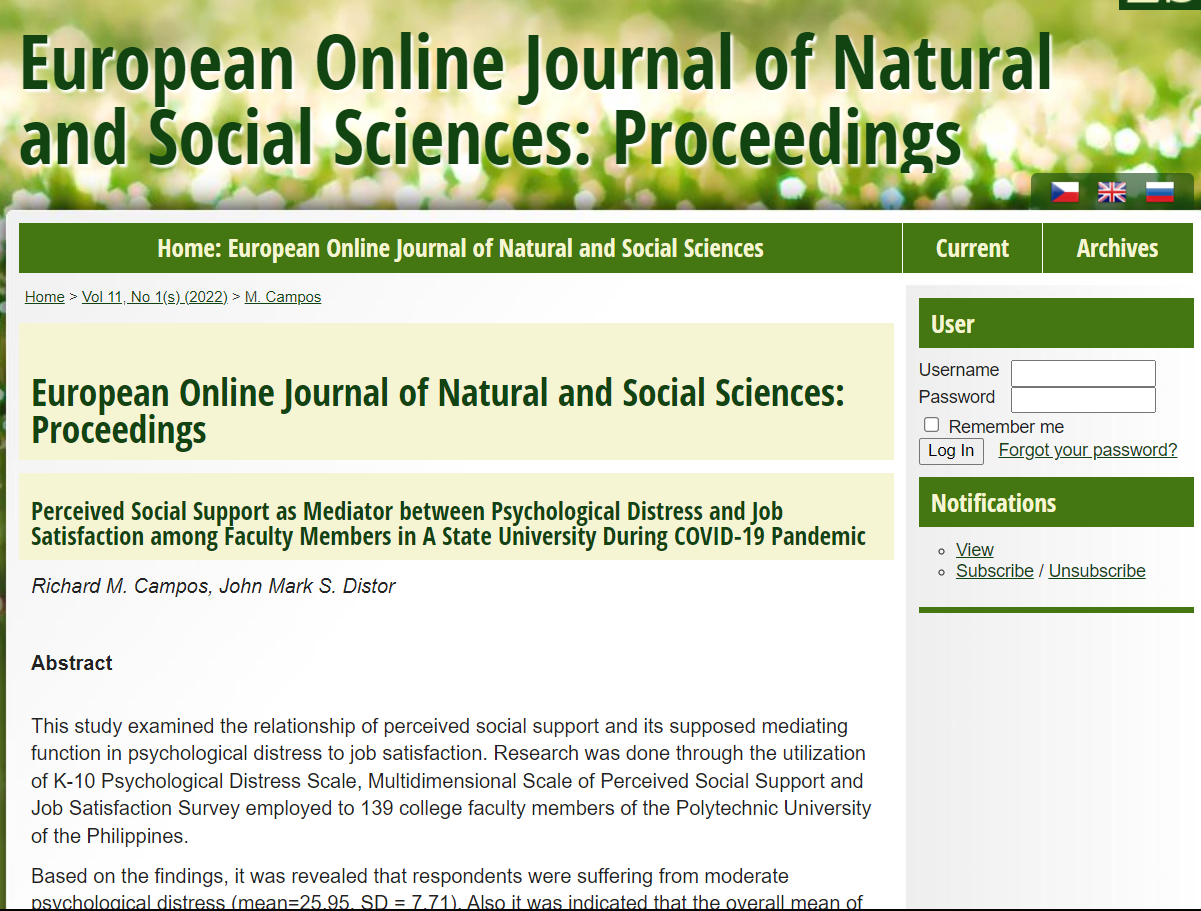 European Online Journal of Natural
and Social Sciences: Proceedings
Home: European Online Journal of Natural and Social Sciences
Current
Archives
Home > Vol 11, No 1(s) (2022) > M. Campos
European Online Journal of Natural and Social Sciences:
Proceedings
Perceived Social Support as Mediator between Psychological Distress and Job
Satisfaction among Faculty Members in A State University During COVID-19 Pandemic
Richard M. Campos, John Mark S. Distor
Abstract
This study examined the relationship of perceived social support and its supposed mediating
function in psychological distress to job satisfaction. Research was done through the utilization
of K-10 Psychological Distress Scale, Multidimensional Scale of Perceived Social Support and
Job Satisfaction Survey employed to 139 college faculty members of the Polytechnic University
of the Philippines.
Based on the findings, it was revealed that respondents were suffering from moderate
psychological distress (mean=25.95, SD = 7.71). Also it was indicated that the overall mean of
User
Username
Password
Remember me
Log In
Forgot your password?
Notifications
View
Subscribe / Unsubscribe